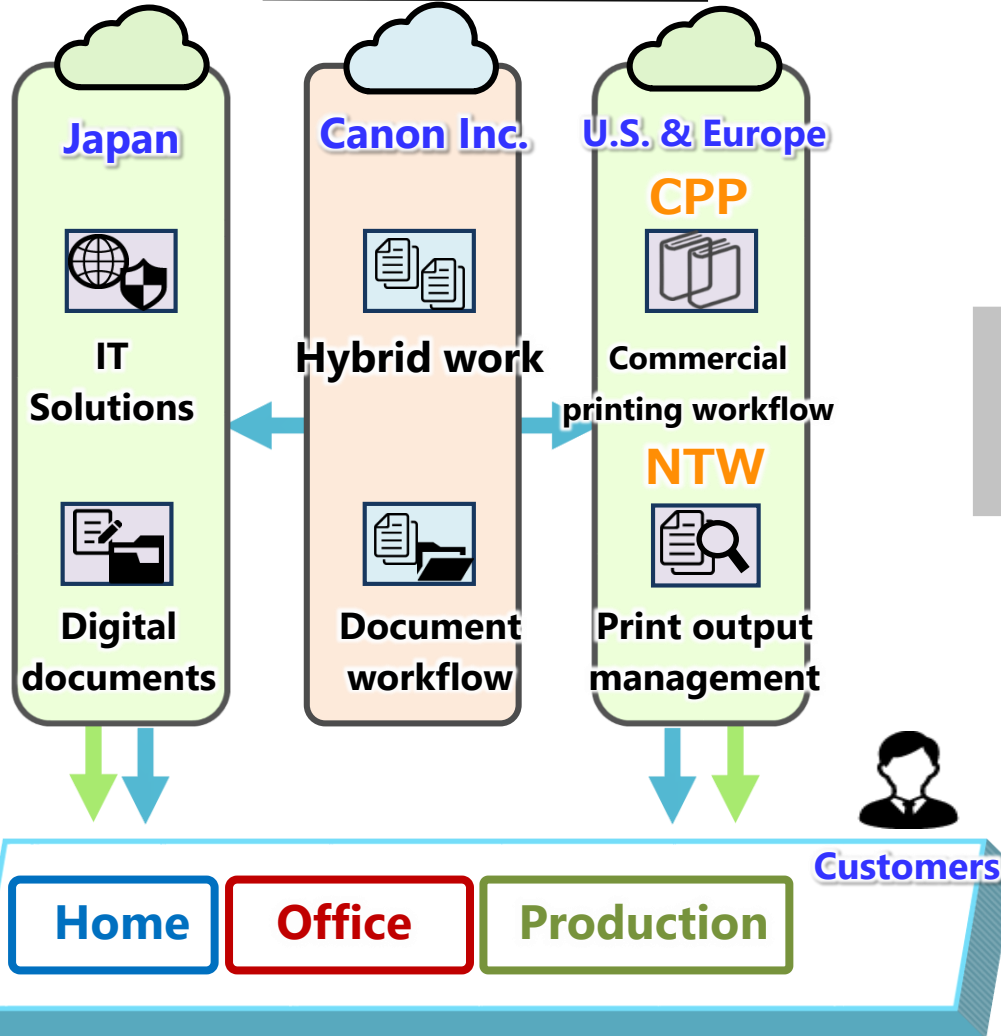 Japan
IT
Solutions
Digital
documents
Canon Inc.
Hybrid work
Document
workflow
U.S. & Europe
CPP
Commercial
printing workflow
NTW
Print output
management
Customers
Home
Office
Production